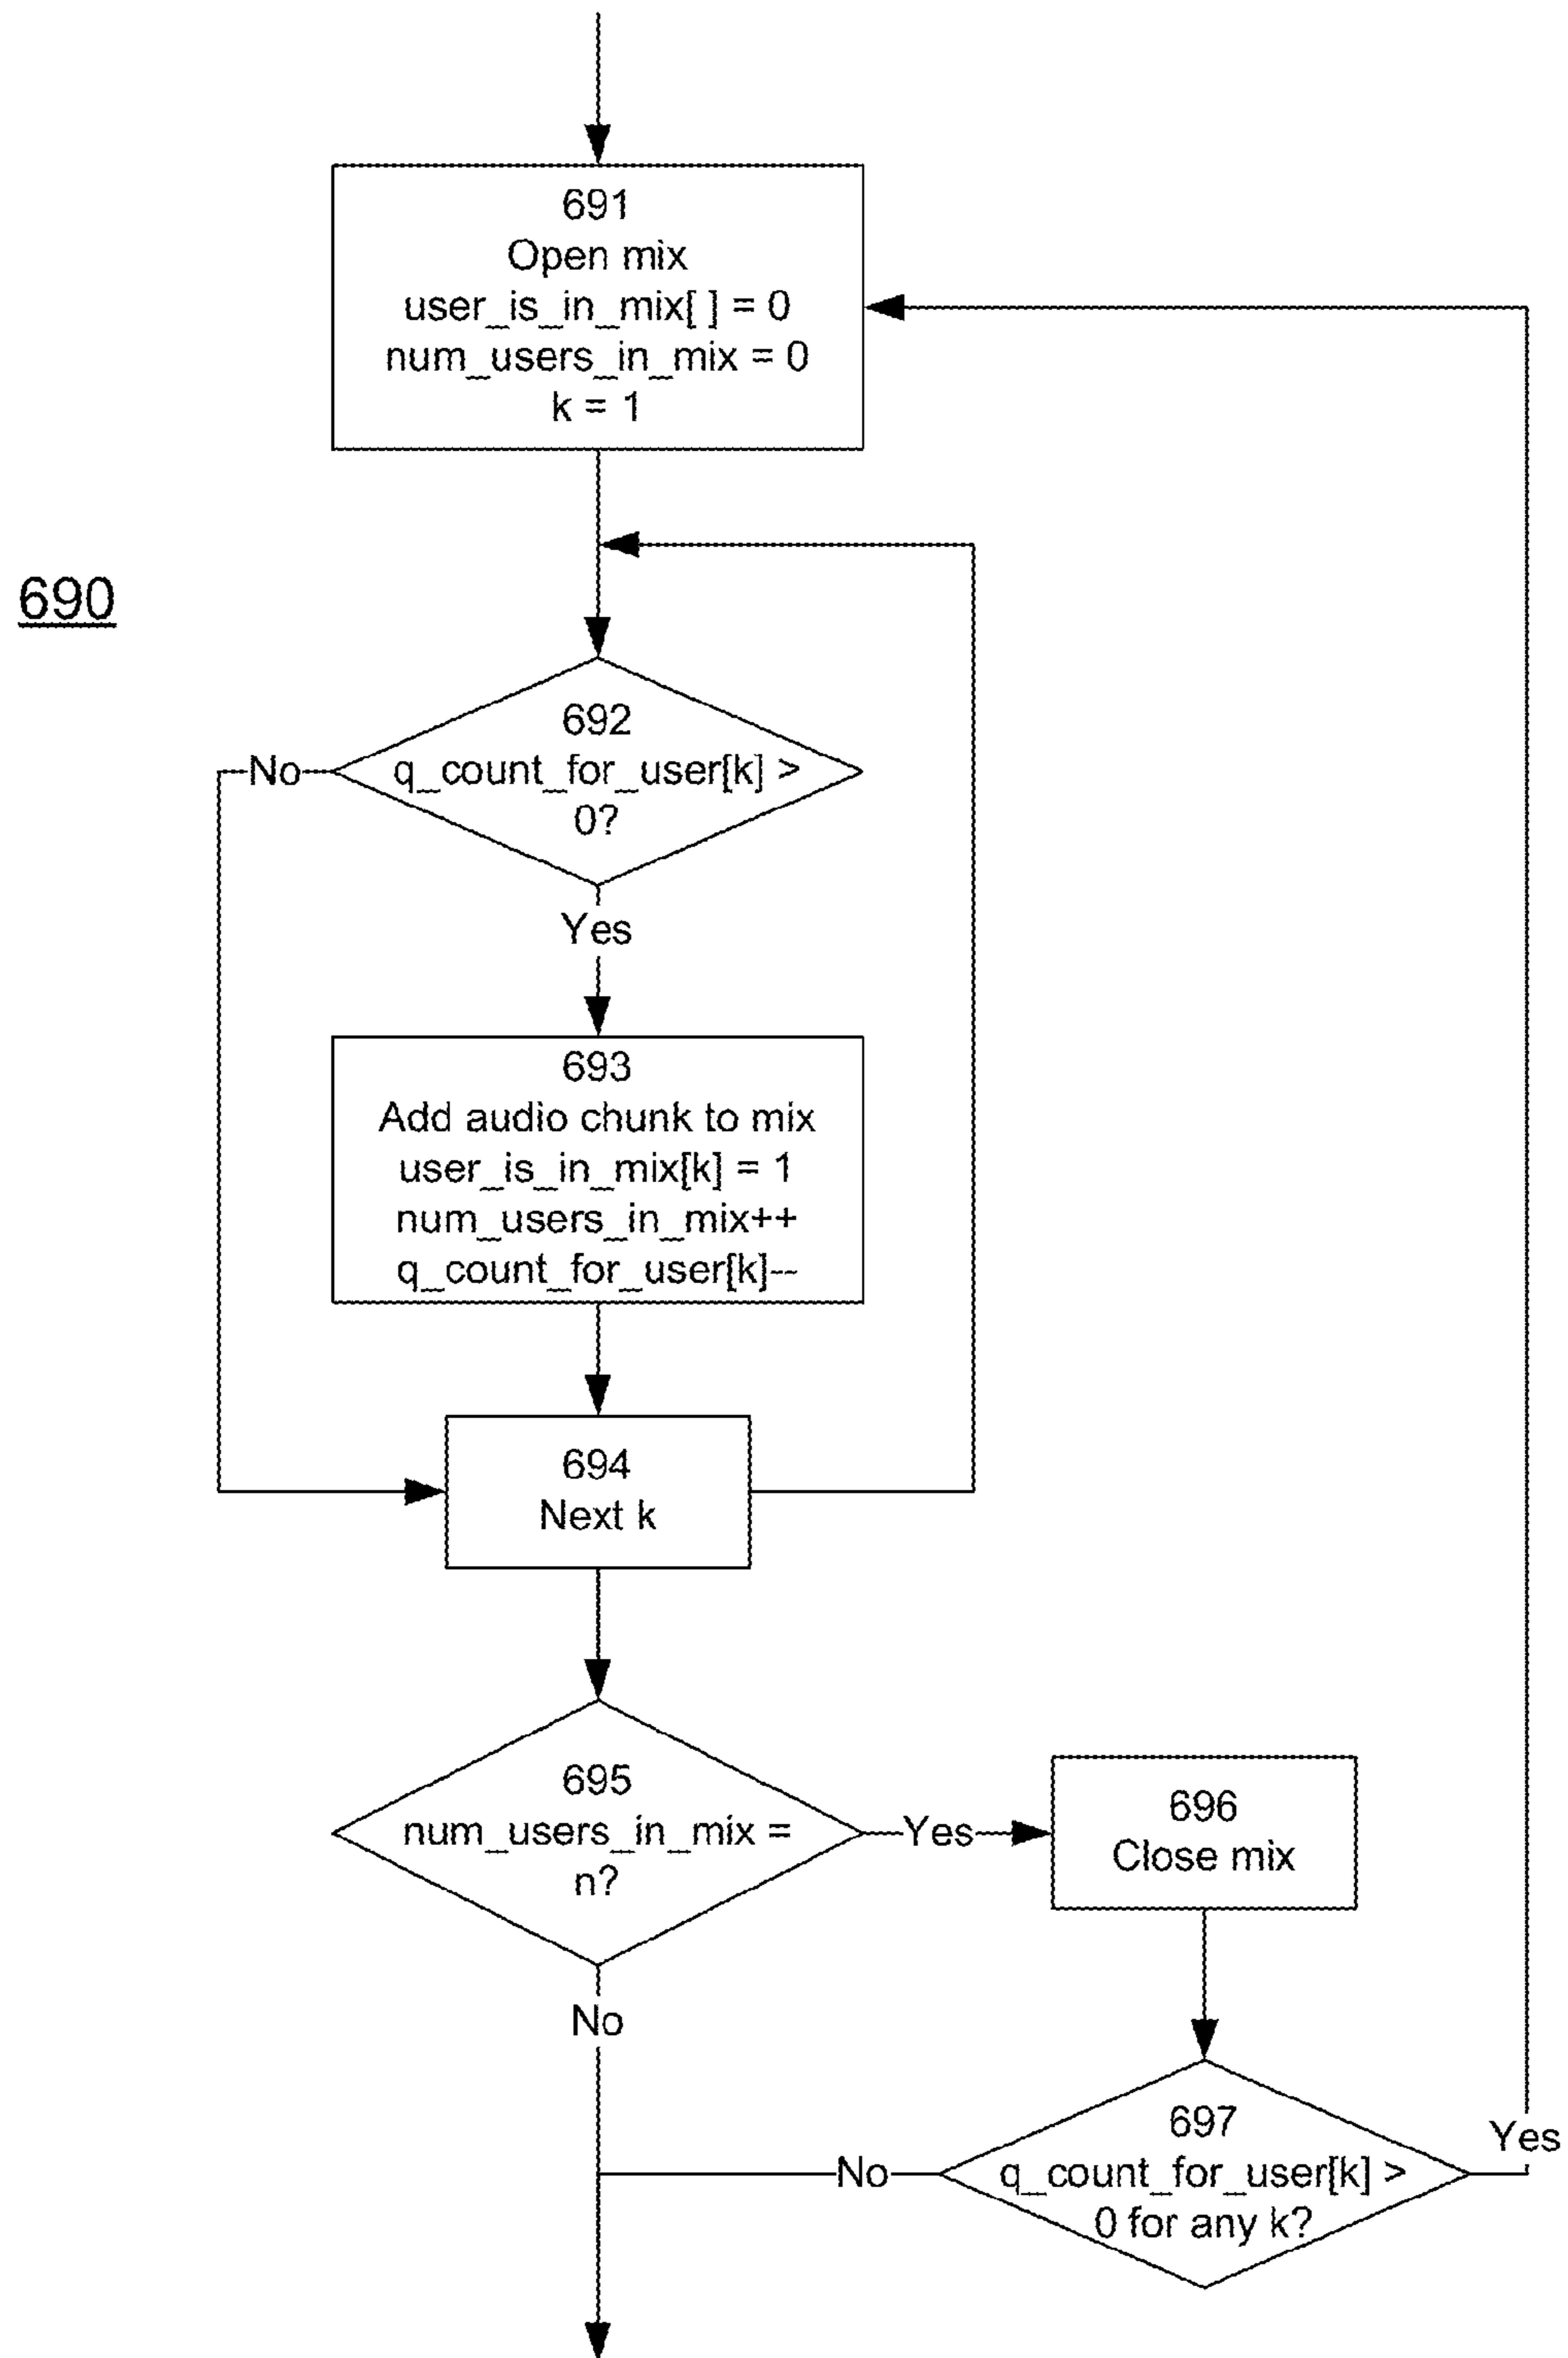 691
Open mix
user_is_in_mix[ ] = 0
num_users_in_mix = 0
k = 1
690
692
q_count_for_user[k] >
0?
No
Yes
693
Add audio chunk to mix
user_is_in_mix[k] = 1
num_users_in_mix++
q_count_for_user[k]--
694
Next k
695
num_users_in_mix =
n?
Yes
696
Close mix
No
697
q_count_for_user[k] >
0 for any k?
No
Yes